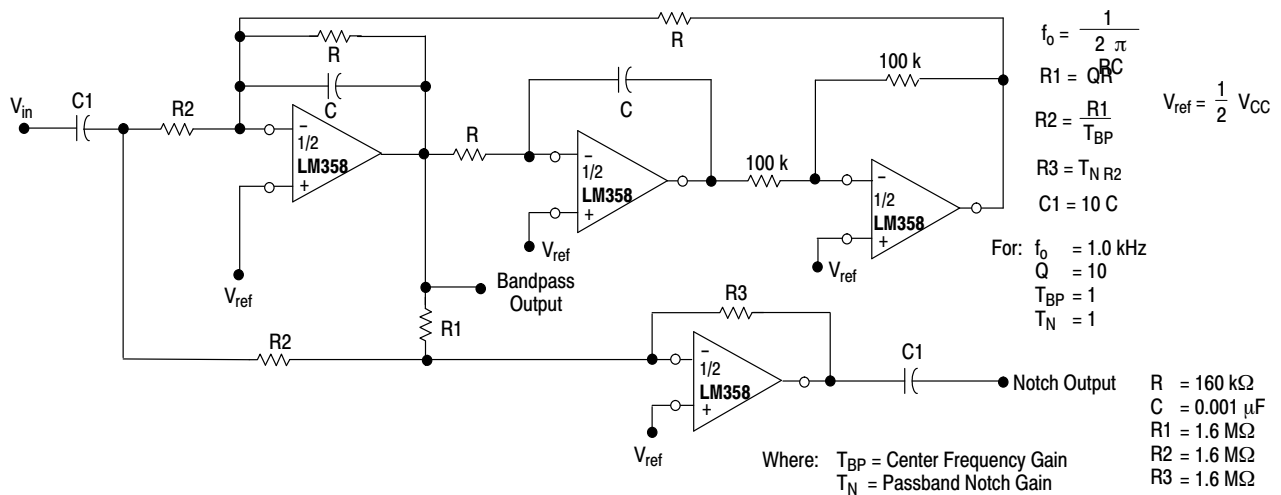 R
R
C
V_in
C1
R2
−
1/2
LM358
+
V_ref
R
C
−
1/2
LM358
+
V_ref
100 k
100 k
−
1/2
LM358
+
V_ref
Bandpass
Output
R1
R2
R3
−
1/2
LM358
+
V_ref
C1
Notch Output
f_o = 1
2 π
RC
R1 = QR
R2 = R1
T_BP
R3 = T_N R2
C1 = 10 C
V_ref = 1/2 V_CC
For: f_o = 1.0 kHz
Q = 10
T_BP = 1
T_N = 1
R = 160 kΩ
C = 0.001 μF
R1 = 1.6 MΩ
R2 = 1.6 MΩ
R3 = 1.6 MΩ
Where: T_BP = Center Frequency Gain
T_N = Passband Notch Gain